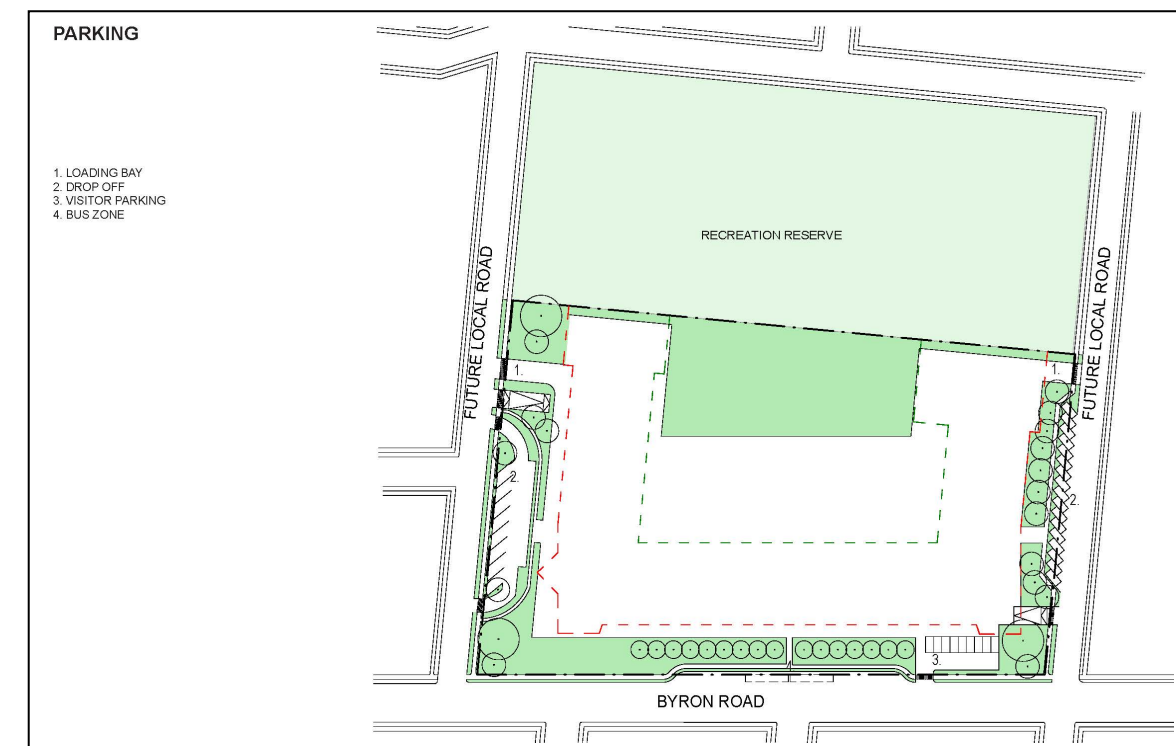 PARKING
1. LOADING BAY
2. DROP OFF
3. VISITOR PARKING
4. BUS ZONE
RECREATION RESERVE
FUTURE LOCAL ROAD
FUTURE LOCAL ROAD
1.
1.
2.
2.
3.
BYRON ROAD